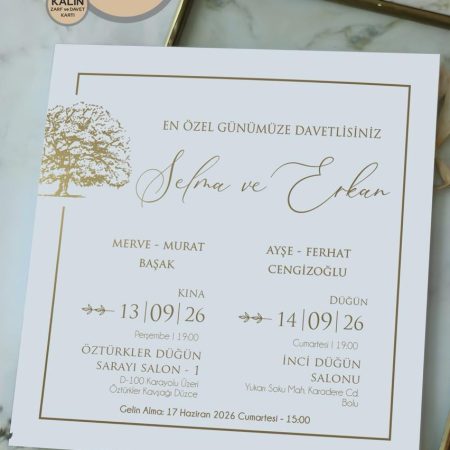 KALIN
ZARF ve DAVET
KARTI
EN ÖZEL GÜNÜMÜZE DAVETLİSİNİZ
Selma ve Erkan
MERVE - MURAT
BAŞAK
AYŞE - FERHAT
CENGİZOĞLU
KINA
13|09|26
Perşembe | 19:00
ÖZTÜRKLER DÜĞÜN
SARAYI SALON - 1
D-100 Karayolu Üzeri
Öztürkler Kavşağı Düzce
DÜĞÜN
14|09|26
Cumartesi | 19:00
İNCİ DÜĞÜN
SALONU
Yukarı Soku Mah. Karadere Cd.
Bolu
Gelin Alma: 17 Haziran 2026 Cumartesi - 15:00